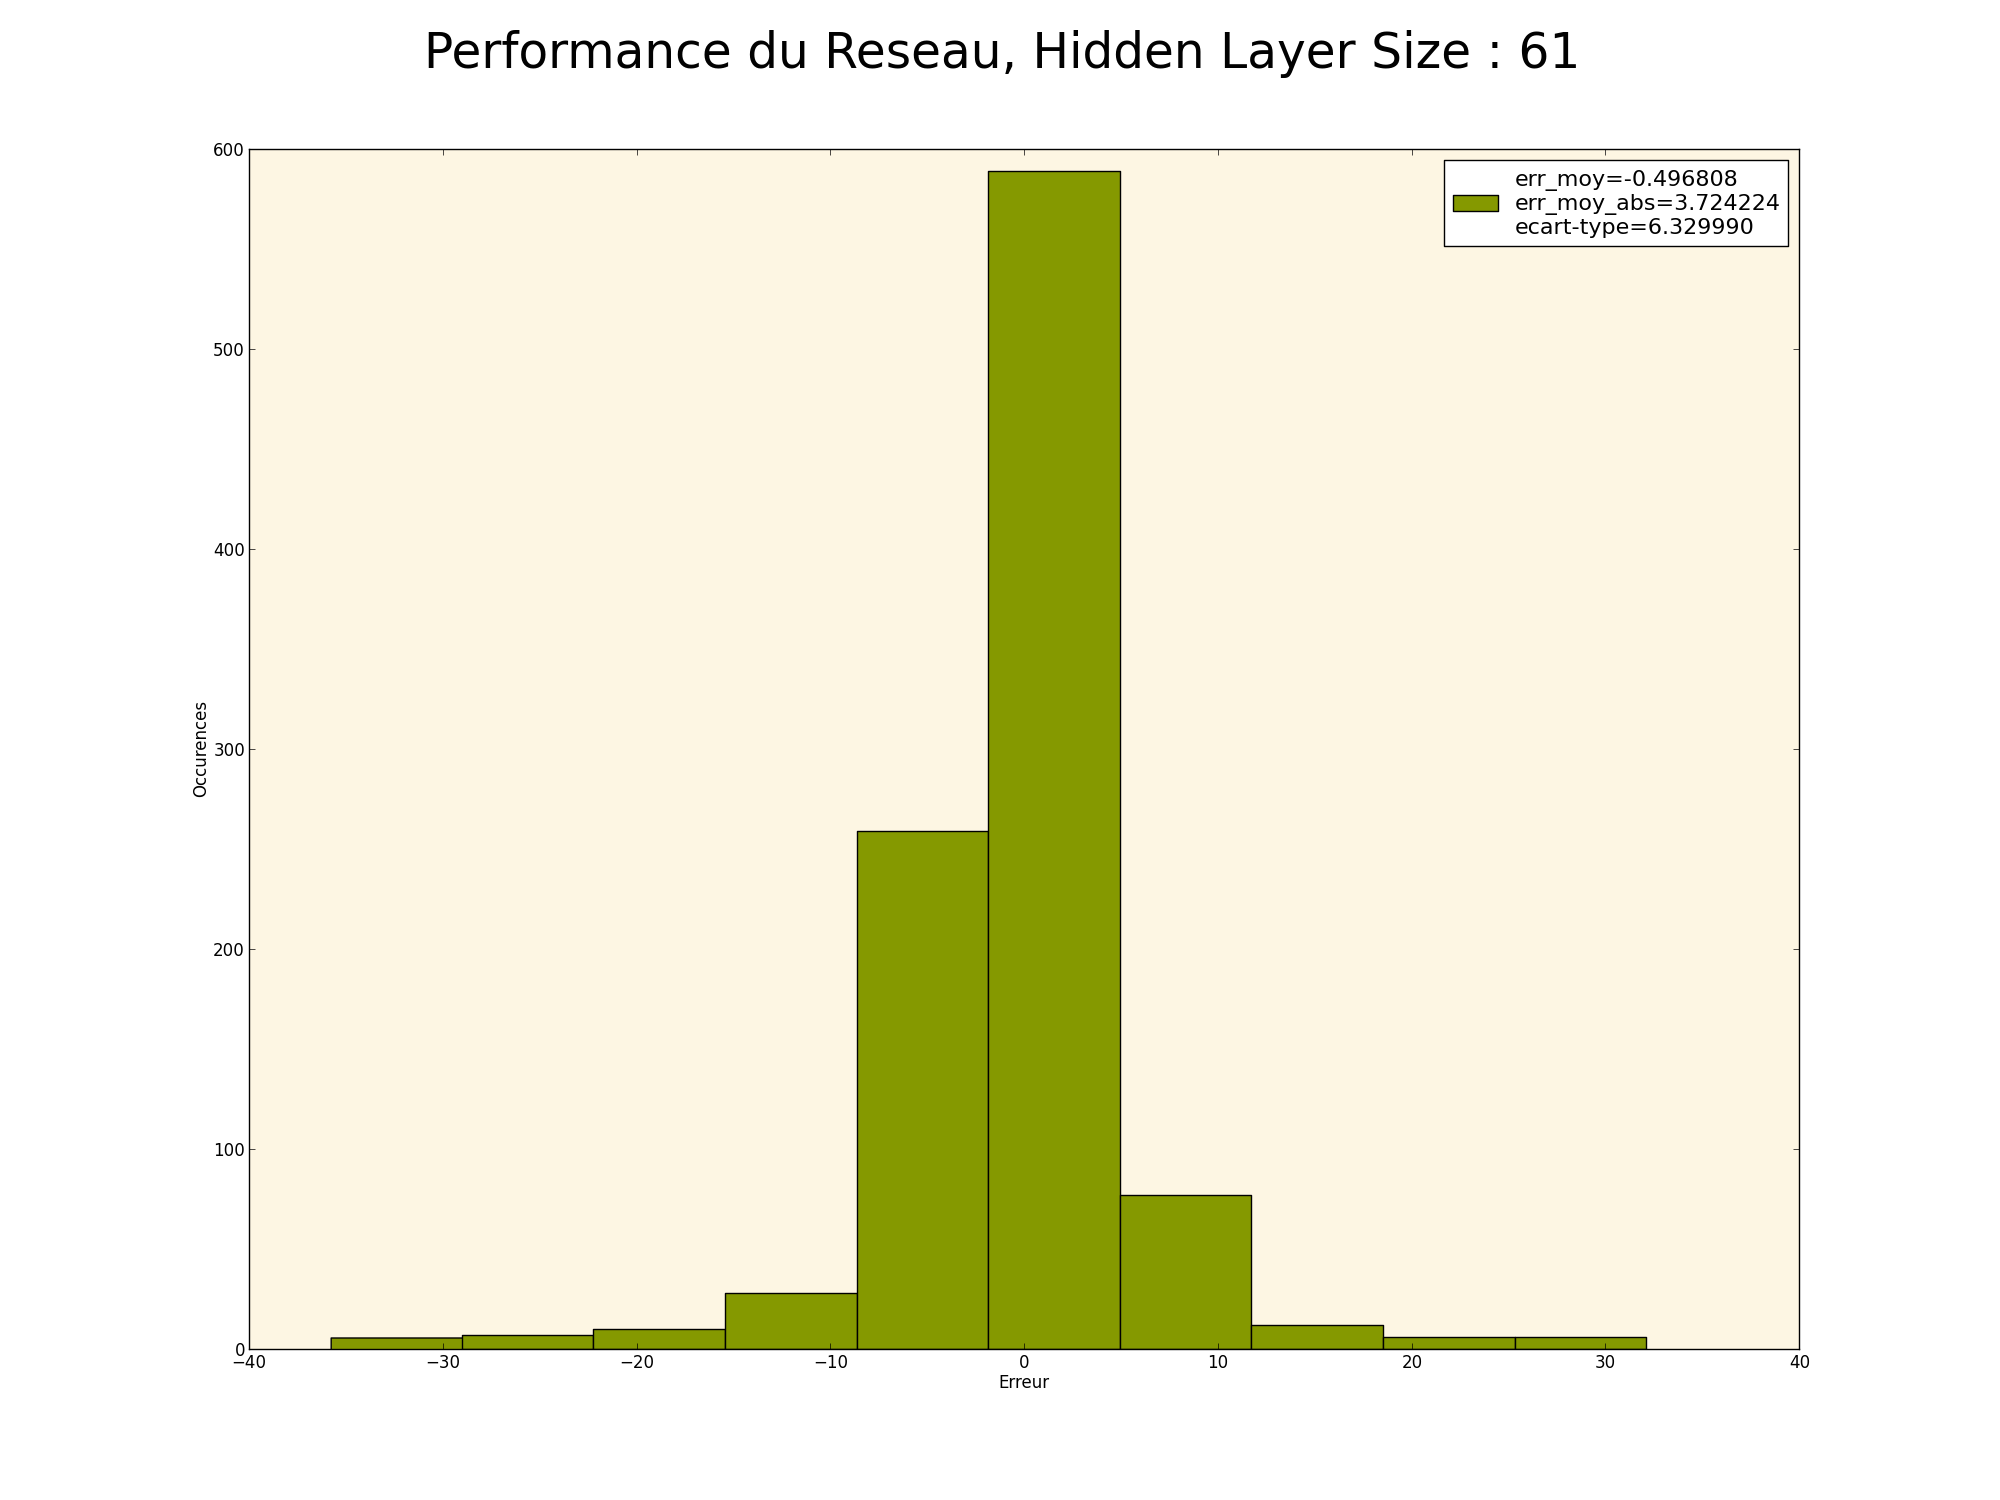 Performance du Reseau, Hidden Layer Size : 61
600
500
400
300
200
100
0
Occurences
err_moy=-0.496808
err_moy_abs=3.724224
ecart-type=6.329990
−40 −30 −20 −10 0 10 20 30 40
Erreur